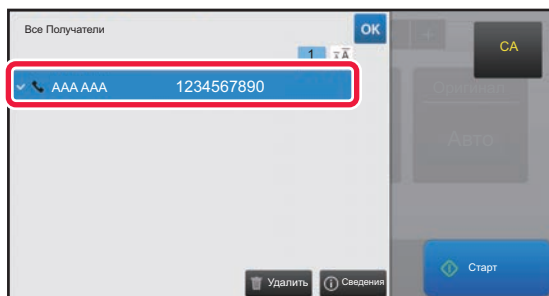 Все Получатели
OK
CA
1
AAA AAA 1234567890
Оригинал
Авто
Удалить
Сведения
Старт